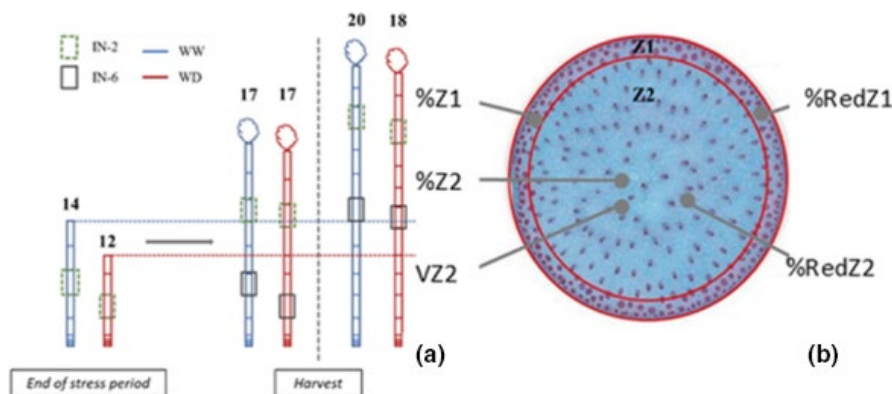 IN-2 WW
IN-6 WD
14
12
17 17
20 18
End of stress period
Harvest
(a)
%Z1
%Z2
VZ2
Z1
Z2
%RedZ1
%RedZ2
(b)